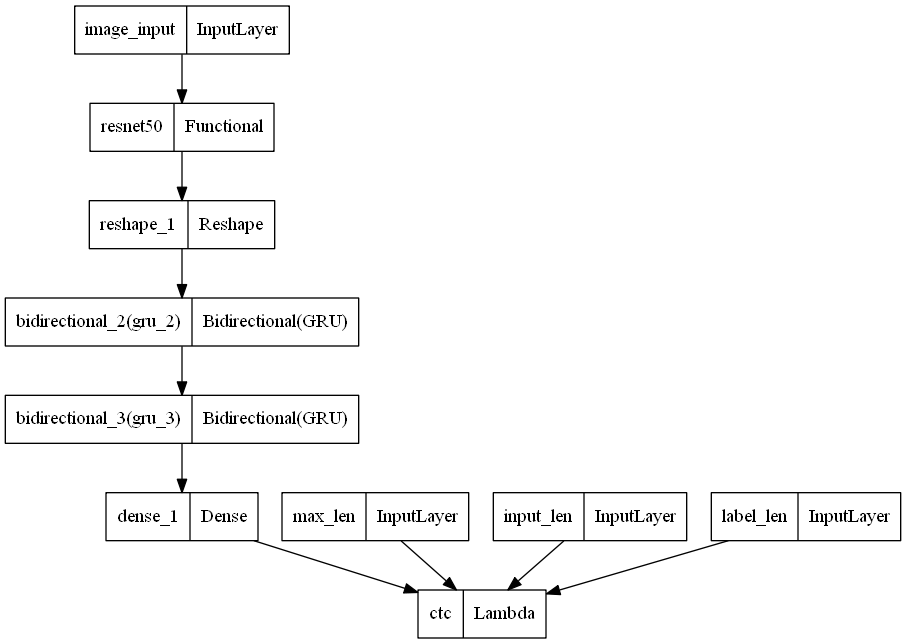 image_input InputLayer
resnet50 Functional
reshape_1 Reshape
bidirectional_2(gru_2) Bidirectional(GRU)
bidirectional_3(gru_3) Bidirectional(GRU)
dense_1 Dense max_len InputLayer input_len InputLayer label_len InputLayer
ctc Lambda